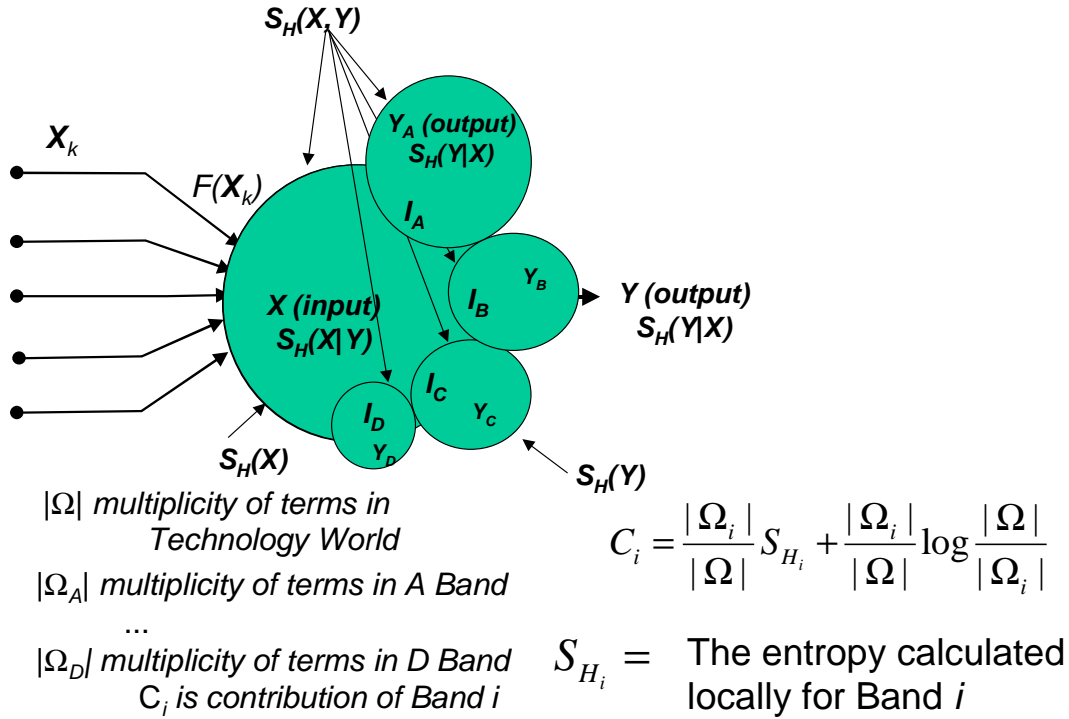 S_H(X,Y)
Y_A (output)
S_H(Y|X)
X_k
F(X_k)
I_A
Y_B
I_B
X (input)
S_H(X|Y)
Y (output)
S_H(Y|X)
I_C
Y_C
I_D
Y_D
S_H(X)
S_H(Y)
|Ω| multiplicity of terms in
Technology World
|Ω_A| multiplicity of terms in A Band
...
|Ω_D| multiplicity of terms in D Band
C_i is contribution of Band i
C_i = |Ω_i|/|Ω| S_{H_i} + |Ω_i|/|Ω| log |Ω|/|Ω_i|
S_{H_i} = The entropy calculated
locally for Band i